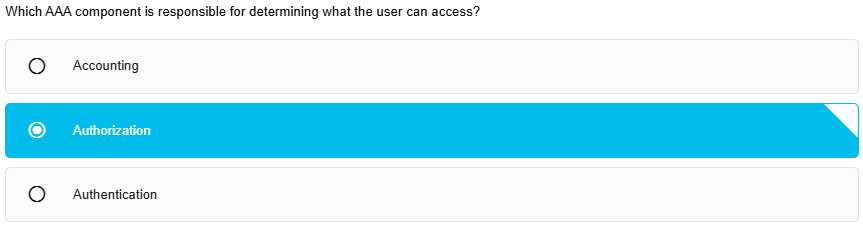 Which AAA component is responsible for determining what the user can access?
Accounting
Authorization
Authentication